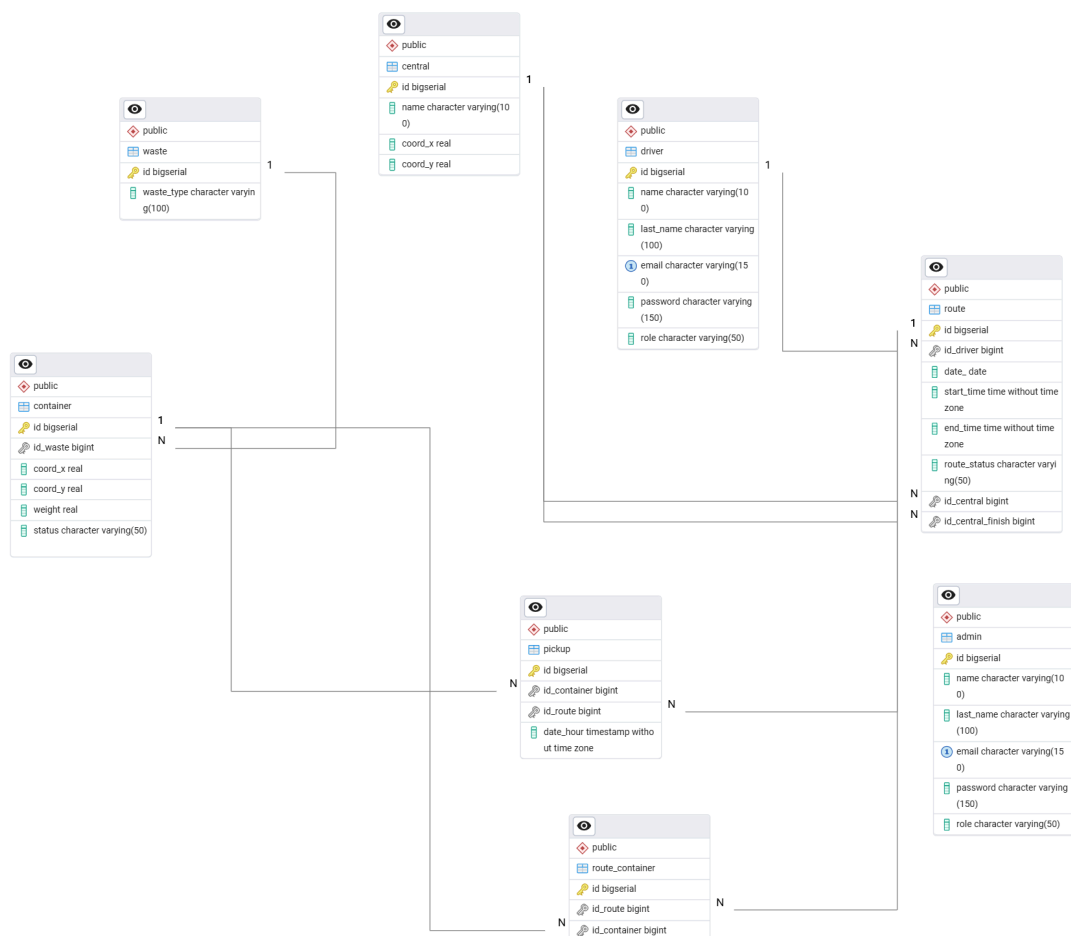 public
central
id bigserial
name character varying(10
0)
coord_x real
coord_y real
1
public
waste
id bigserial
waste_type character varyin
g(100)
1
public
driver
id bigserial
name character varying(10
0)
last_name character varying
(100)
email character varying(15
0)
password character varying
(150)
role character varying(50)
1
public
route
id bigserial
id_driver bigint
date_ date
start_time time without time
zone
end_time time without time
zone
route_status character varyi
ng(50)
id_central bigint
id_central_finish bigint
1
N
N
N
public
container
id bigserial
id_waste bigint
coord_x real
coord_y real
weight real
status character varying(50)
1
N
public
pickup
id bigserial
id_container bigint
id_route bigint
date_hour timestamp witho
ut time zone
N
N
public
admin
id bigserial
name character varying(10
0)
last_name character varying
(100)
1
email character varying(15
0)
password character varying
(150)
role character varying(50)
public
route_container
id bigserial
id_route bigint
id_container bigint
N
N